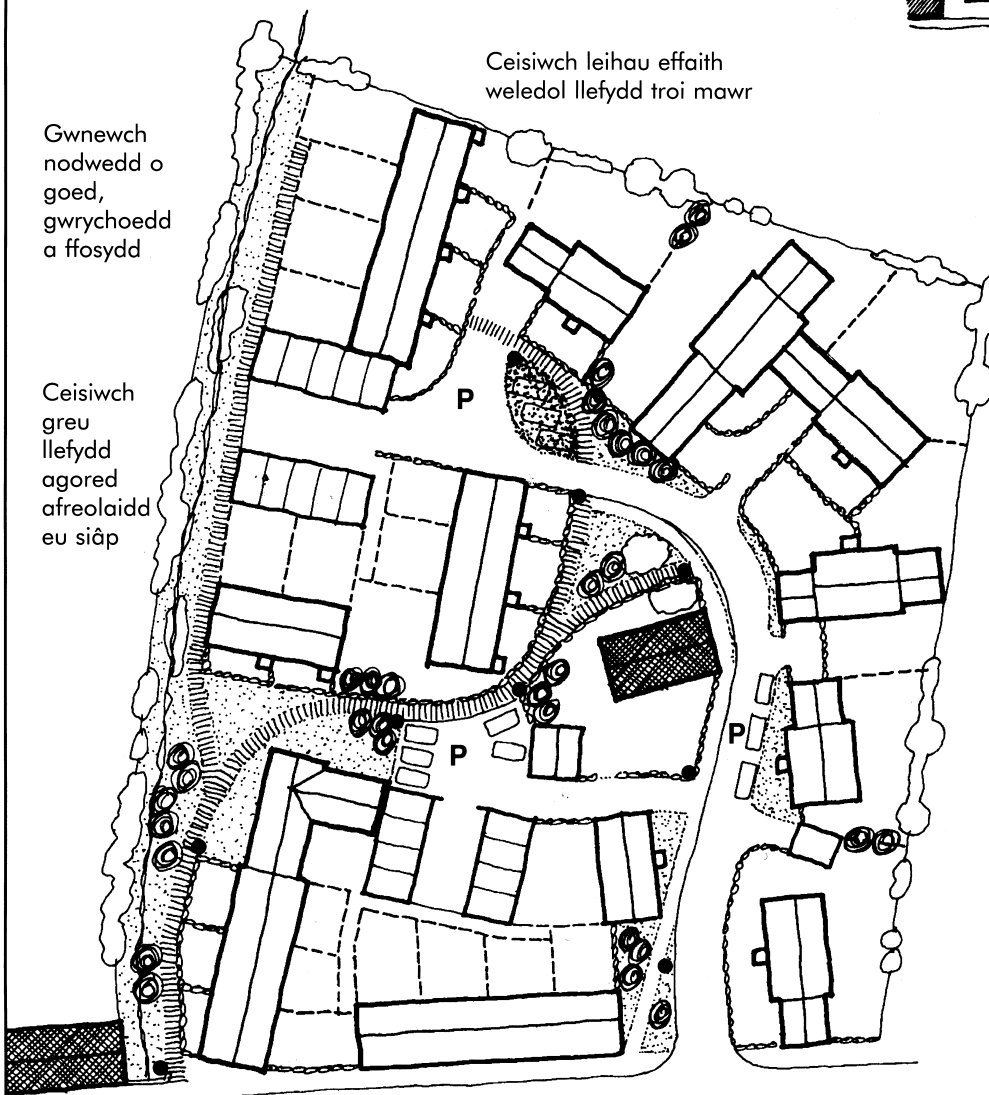 Ceisiwch leihau effaith
weledol llefydd troi mawr
Gwnewch
nodwedd o
goed,
gwrychoedd
a ffosydd
Ceisiwch
greu
llefydd
agored
afreolaidd
eu siâp
P
P
P